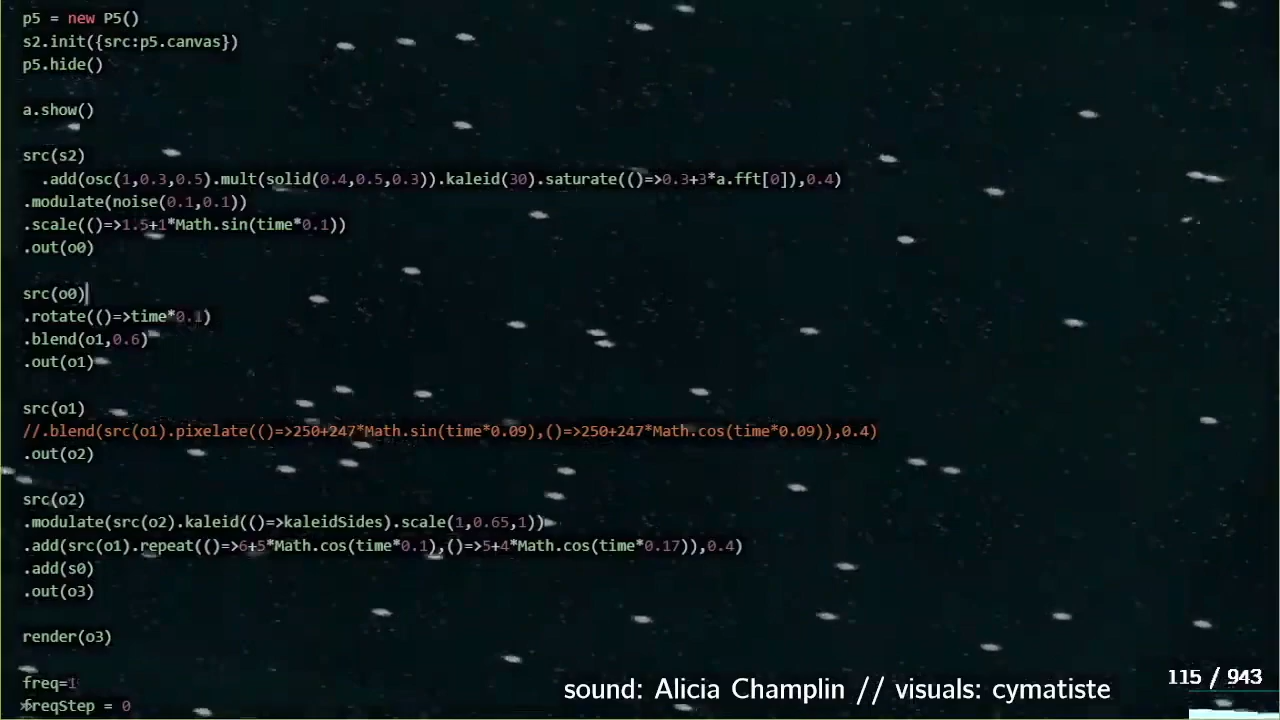 p5 = new P5()
s2.init({src:p5.canvas})
p5.hide()
a.show()
src(s2)
.add(osc(1,0.3,0.5).mult(solid(0.4,0.5,0.3)).kaleid(30).saturate(()=>0.3+3*a.fft[0]),0.4)
.modulate(noise(0.1,0.1))
.scale(()=>1.5+1*Math.sin(time*0.1))
.out(o0)
src(o0)
.rotate(()=>time*0.1)
.blend(o1,0.6)
.out(o1)
src(o1)
//.blend(src(o1).pixelate(()=>250+247*Math.sin(time*0.09),()=>250+247*Math.cos(time*0.09)),0.4)
.out(o2)
src(o2)
.modulate(src(o2).kaleid(()=>kaleidSides).scale(1,0.65,1))
.add(src(o1).repeat(()=>6+5*Math.cos(time*0.1),()=>5+4*Math.cos(time*0.17)),0.4)
.add(s0)
.out(o3)
render(o3)
freq=1
freqStep = 0
sound: Alicia Champlin // visuals: cymatiste
115 / 943